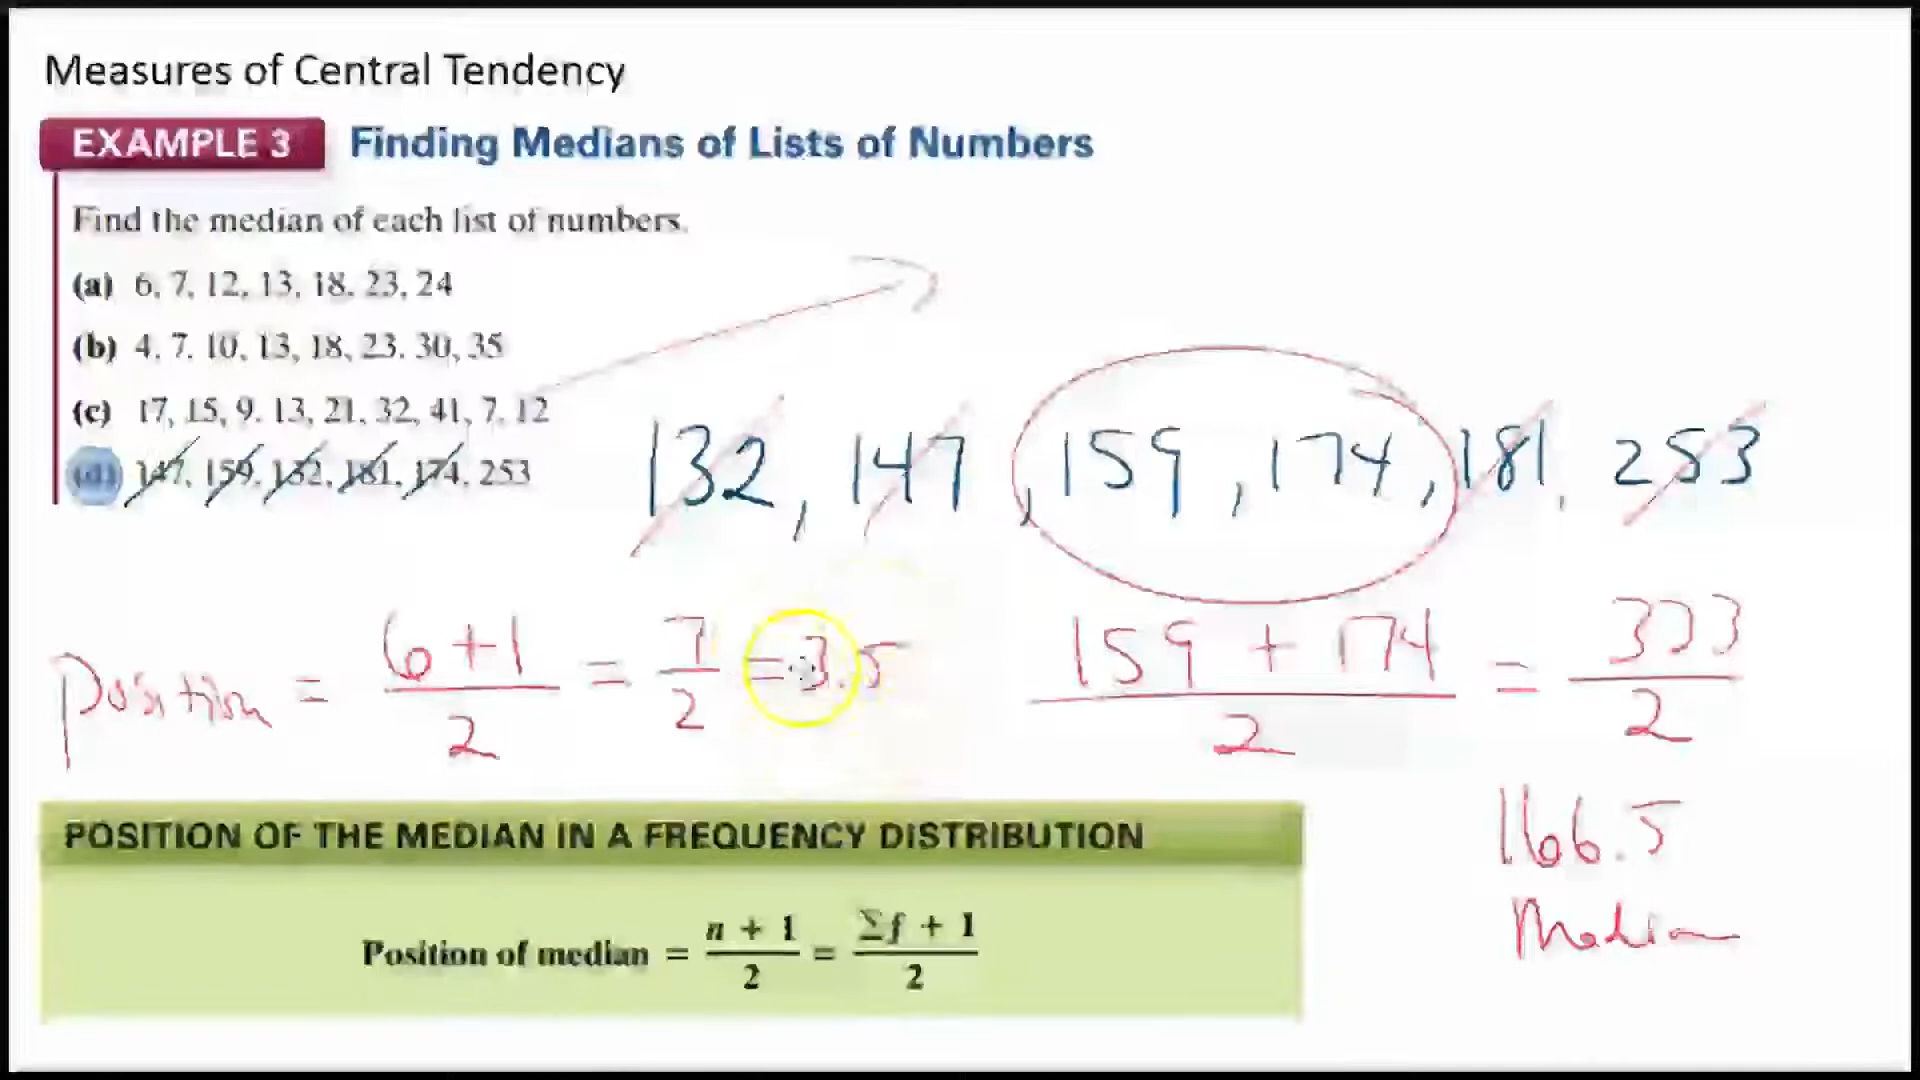 Measures of Central Tendency
EXAMPLE 3 Finding Medians of Lists of Numbers
Find the median of each list of numbers.
(a) 6, 7, 12, 13, 18, 23, 24
(b) 4, 7, 10, 13, 18, 23, 30, 35
(c) 17, 15, 9, 13, 21, 32, 41, 7, 12
(d) 147, 159, 132, 181, 174, 253
132, 147, 159, 174, 181, 253
Position = 6+1/2 = 7/2 = 3.5
159 + 174/2 = 333/2
166.5
Median
POSITION OF THE MEDIAN IN A FREQUENCY DISTRIBUTION
Position of median = n + 1/2 = Σf + 1/2